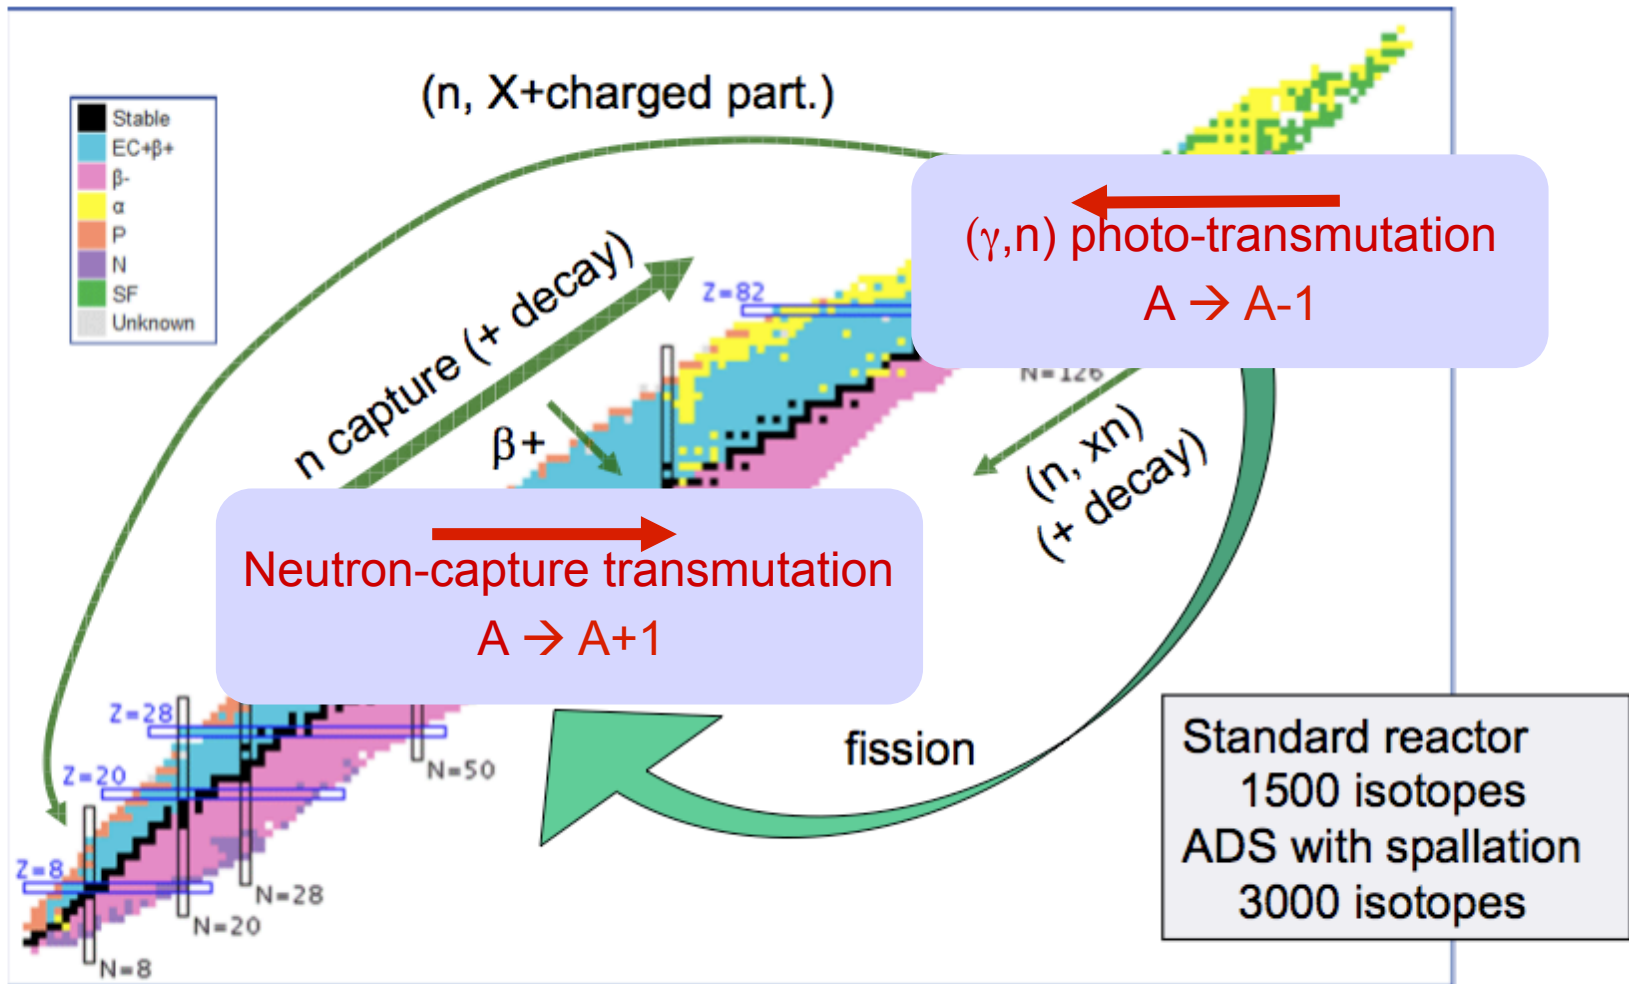 (n, X+charged part.)
Stable
EC+β+
β-
α
P
N
SF
Unknown
(γ,n) photo-transmutation
A → A-1
n capture (+ decay)
Z=82
N=126
β+
(n, xn)
(+ decay)
Neutron-capture transmutation
A → A+1
Z=28
fission
N=50
Z=20
Standard reactor
1500 isotopes
ADS with spallation
3000 isotopes
Z=8
N=28
N=20
N=8